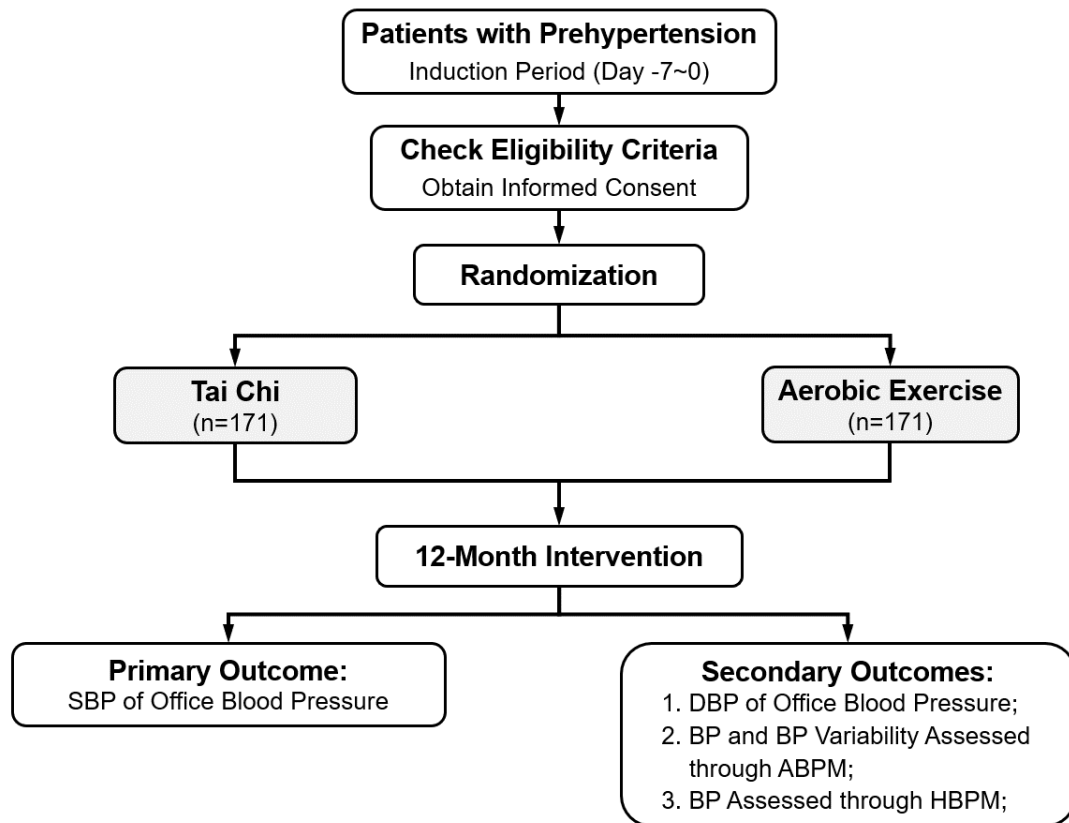 Patients with Prehypertension
Induction Period (Day -7~0)
Check Eligibility Criteria
Obtain Informed Consent
Randomization
Tai Chi
(n=171)
Aerobic Exercise
(n=171)
12-Month Intervention
Primary Outcome:
SBP of Office Blood Pressure
Secondary Outcomes:
1. DBP of Office Blood Pressure;
2. BP and BP Variability Assessed
through ABPM;
3. BP Assessed through HBPM;